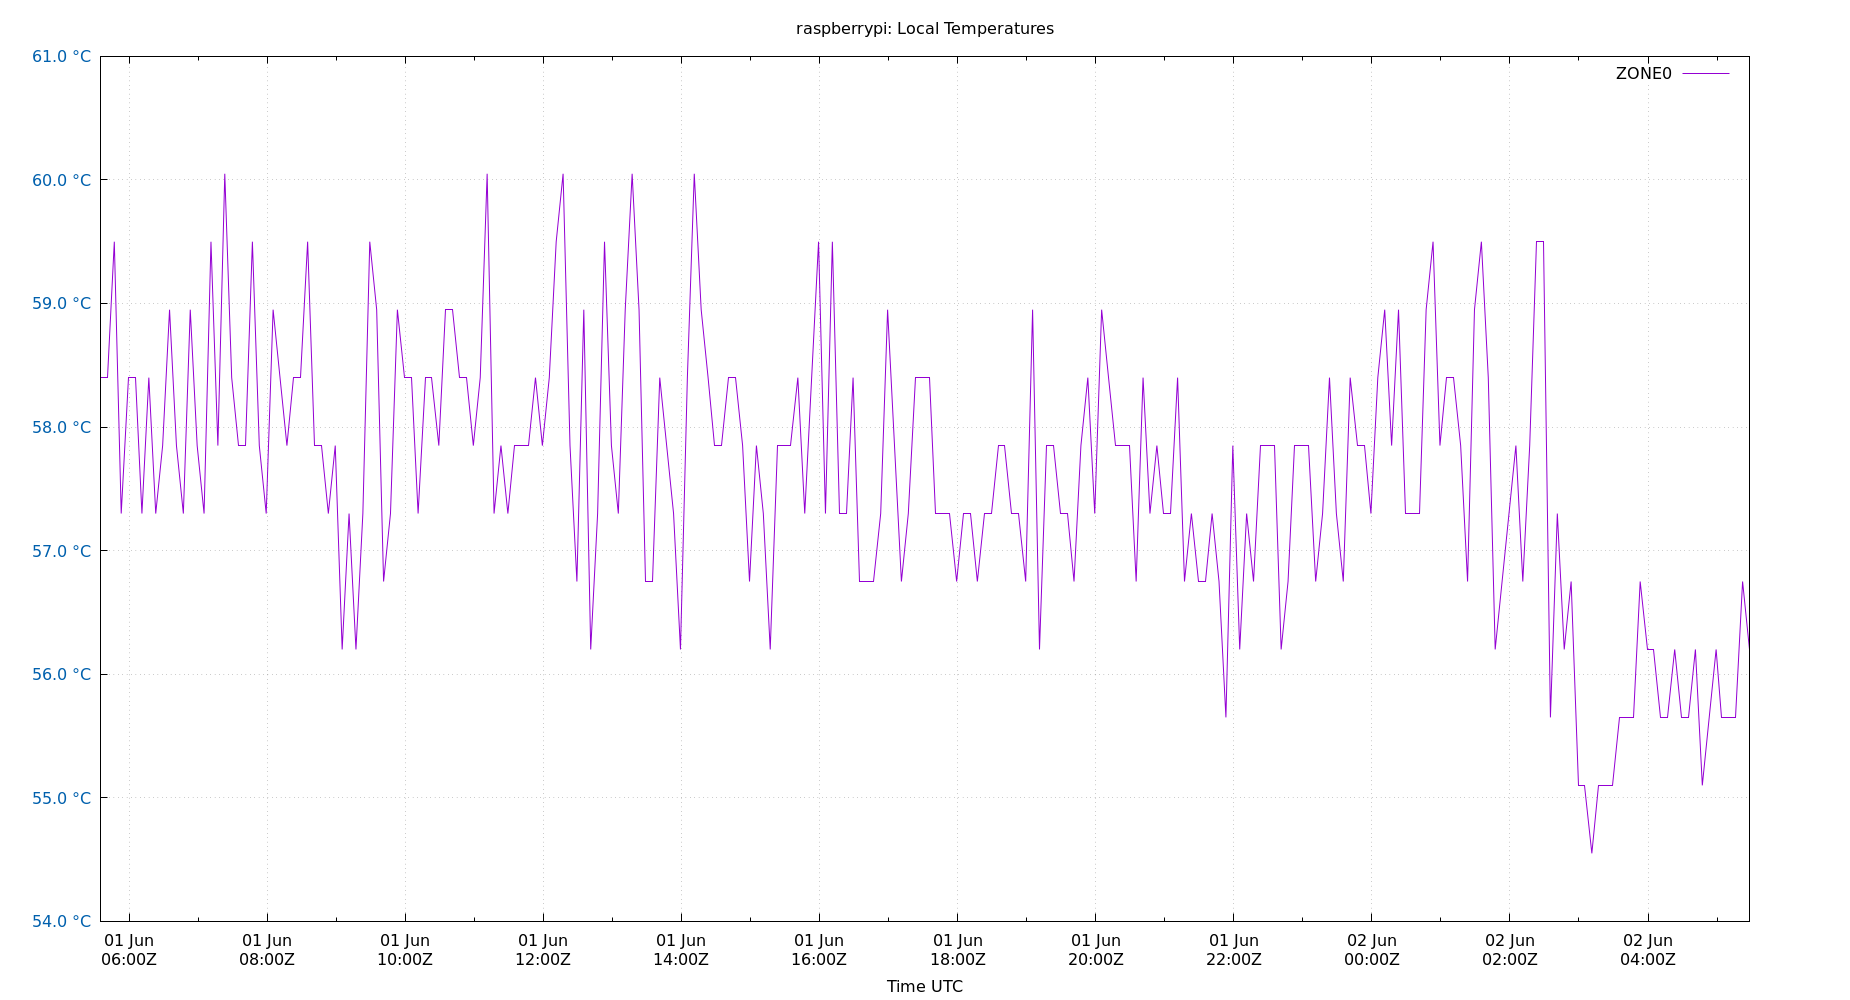 raspberrypi: Local Temperatures
61.0 °C
ZONE0
60.0 °C
59.0 °C
58.0 °C
57.0 °C
56.0 °C
55.0 °C
54.0 °C
01 Jun 01 Jun 01 Jun 01 Jun 01 Jun 01 Jun 01 Jun 01 Jun 01 Jun 02 Jun 02 Jun 02 Jun
06:00Z 08:00Z 10:00Z 12:00Z 14:00Z 16:00Z 18:00Z 20:00Z 22:00Z 00:00Z 02:00Z 04:00Z
Time UTC